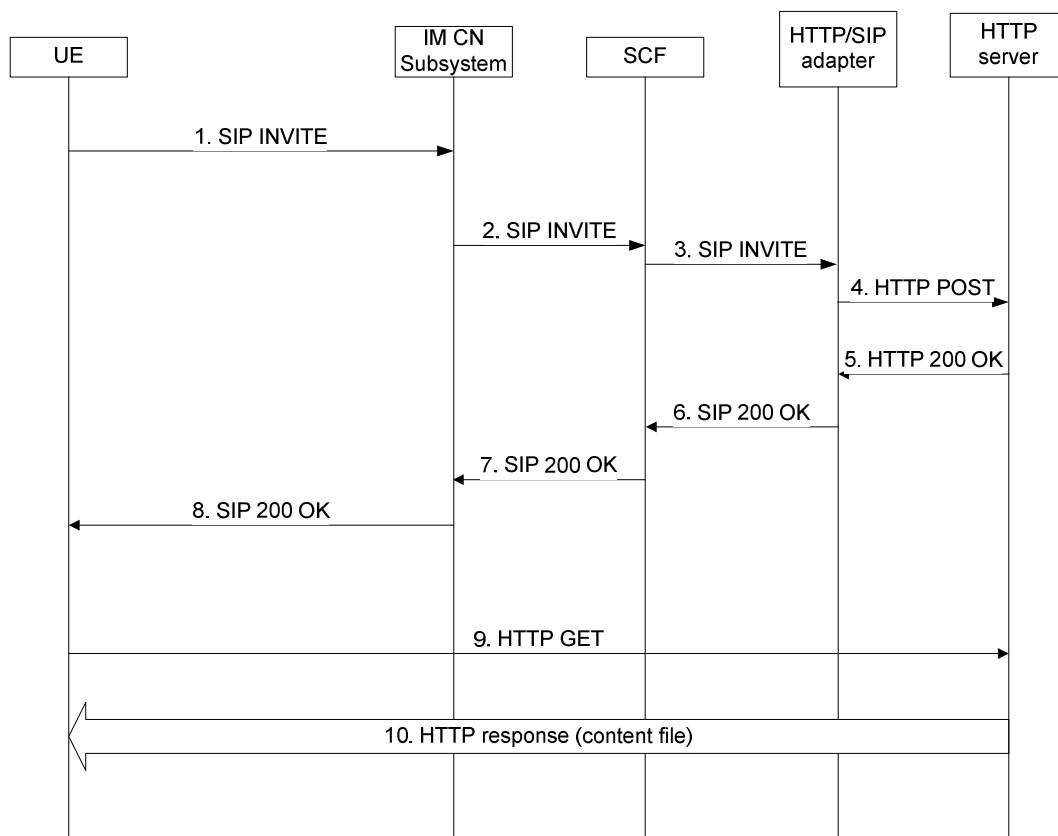 UE
IM CN
Subsystem
SCF
HTTP/SIP
adapter
HTTP
server
1. SIP INVITE
2. SIP INVITE
3. SIP INVITE
4. HTTP POST
5. HTTP 200 OK
6. SIP 200 OK
7. SIP 200 OK
8. SIP 200 OK
9. HTTP GET
10. HTTP response (content file)